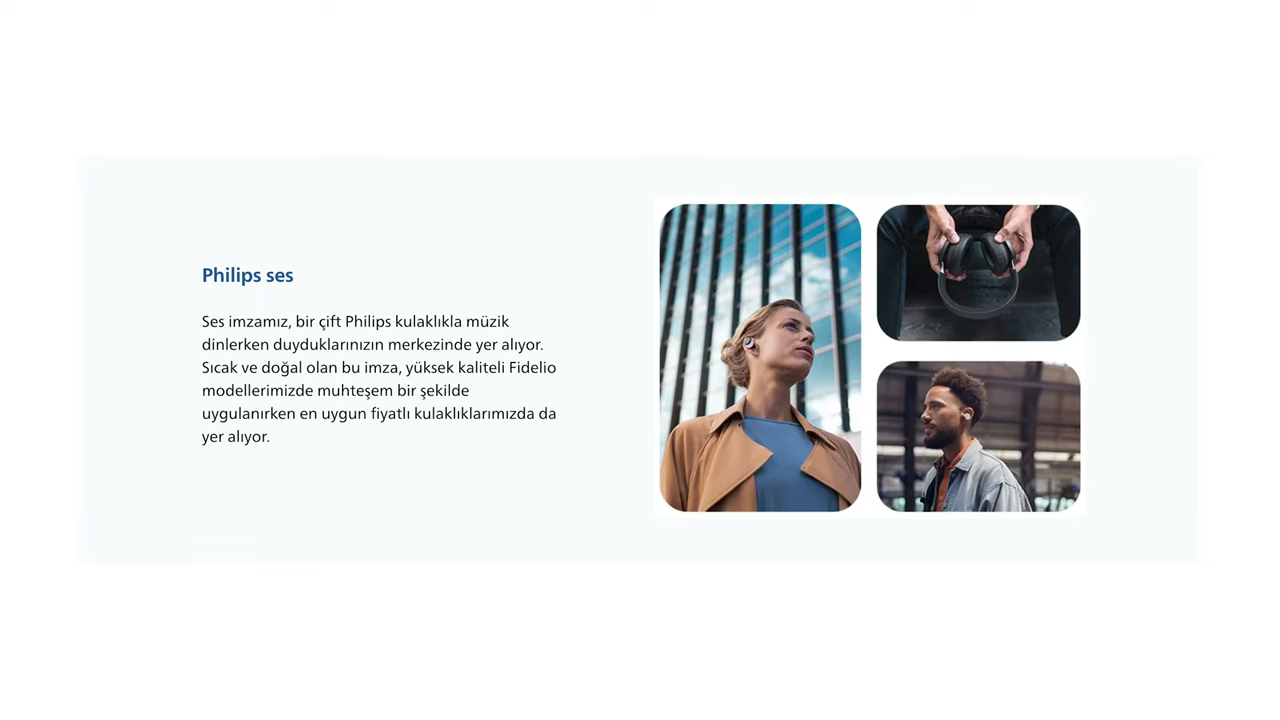 Philips ses
Ses imzamız, bir çift Philips kulaklıkla müzik
dinlerken duyduklarınızın merkezinde yer alıyor.
Sıcak ve doğal olan bu imza, yüksek kaliteli Fidelio
modellerimizde muhteşem bir şekilde
uygulanırken en uygun fiyatlı kulaklıklarımızda da
yer alıyor.